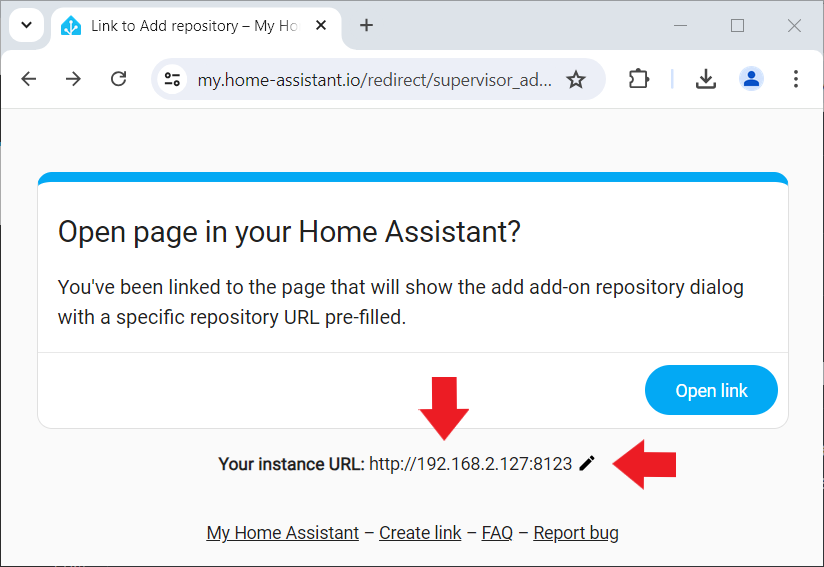 Link to Add repository – My Ho
my.home-assistant.io/redirect/supervisor_ad...
Open page in your Home Assistant?
You've been linked to the page that will show the add add-on repository dialog
with a specific repository URL pre-filled.
Open link
Your instance URL: http://192.168.2.127:8123
My Home Assistant – Create link – FAQ – Report bug